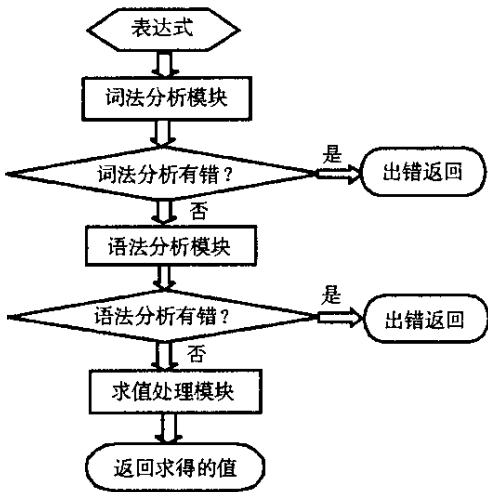 表达式
词法分析模块
词法分析有错？
是
出错返回
否
语法分析模块
语法分析有错？
是
出错返回
否
求值处理模块
返回求得的值